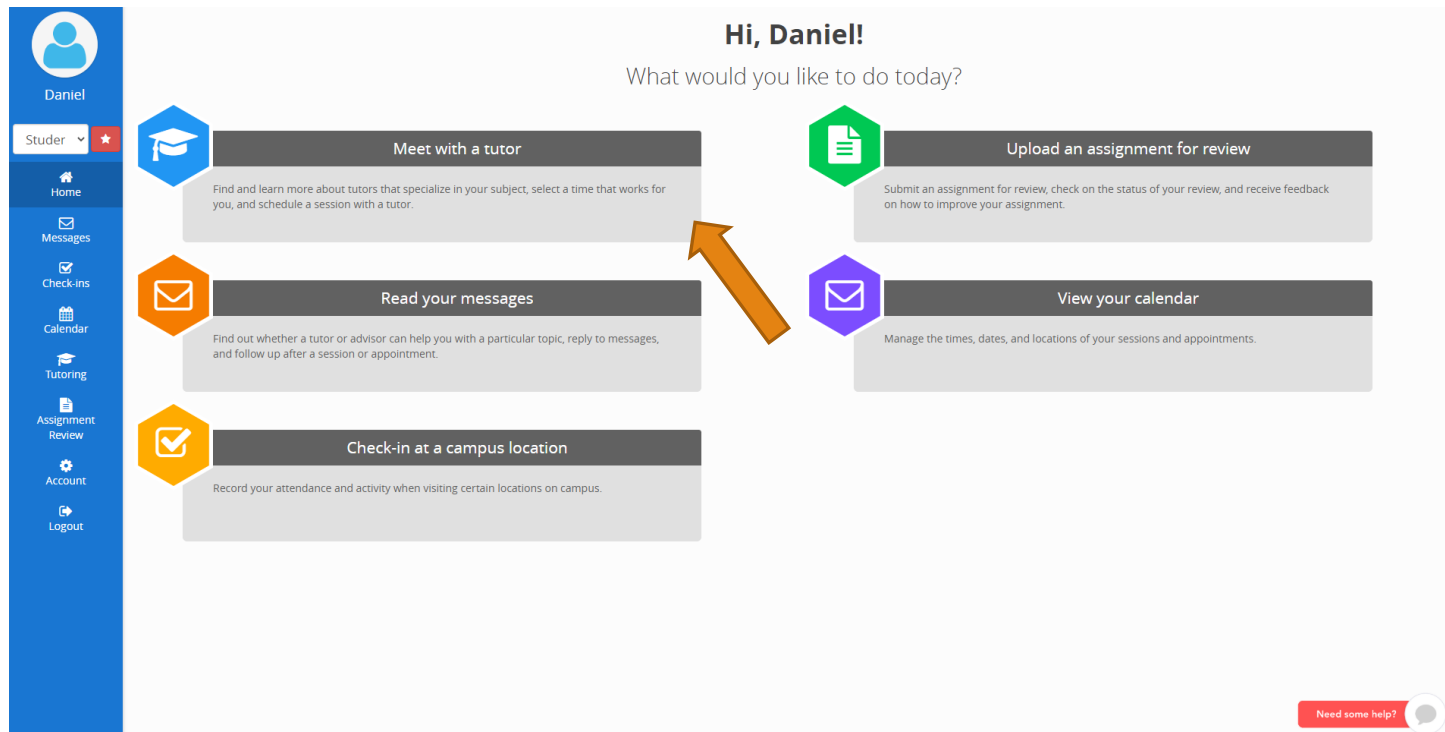 Daniel
Studer
Home
Messages
Check-ins
Calendar
Tutoring
Assignment
Review
Account
Logout
Hi, Daniel!
What would you like to do today?
Meet with a tutor
Find and learn more about tutors that specialize in your subject, select a time that works for
you, and schedule a session with a tutor.
Upload an assignment for review
Submit an assignment for review, check on the status of your review, and receive feedback
on how to improve your assignment.
Read your messages
Find out whether a tutor or advisor can help you with a particular topic, reply to messages,
and follow up after a session or appointment.
View your calendar
Manage the times, dates, and locations of your sessions and appointments.
Check-in at a campus location
Record your attendance and activity when visiting certain locations on campus.
Need some help?